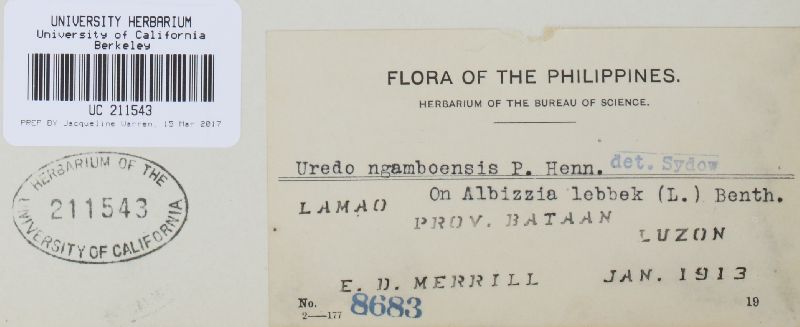 UNIVERSITY HERBARIUM
University of California
Berkeley
UC 211543
PREP BY Jacqueline Warren, 15 Mar 2017
HERBARIUM OF THE
211543
UNIVERSITY OF CALIFORNIA
FLORA OF THE PHILIPPINES.
HERBARIUM OF THE BUREAU OF SCIENCE.
Uredo ngamboensis P. Henn. det. Sydow
On Albizzia lebbek (L.) Benth.
LAMAO PROV. BATAAN LUZON
E. D. MERRILL JAN. 1913
No. 8683 19
2—177